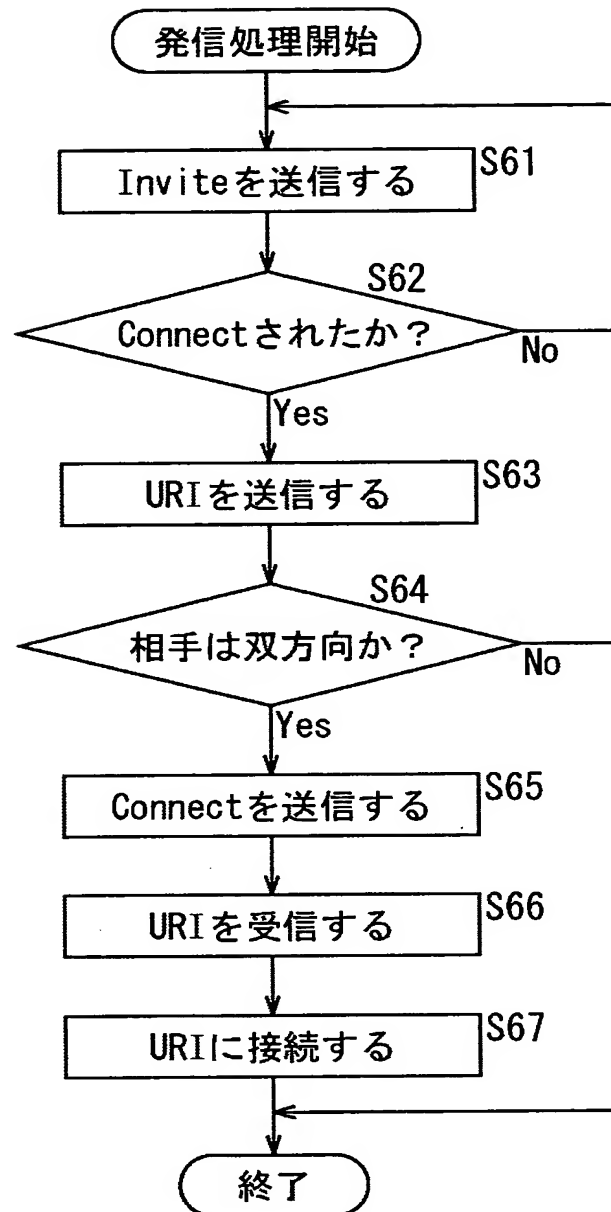 発信処理開始
Inviteを送信する
S61
S62
Connectされたか？
No
Yes
URIを送信する
S63
S64
相手は双方向か？
No
Yes
Connectを送信する
S65
URIを受信する
S66
URIに接続する
S67
終了